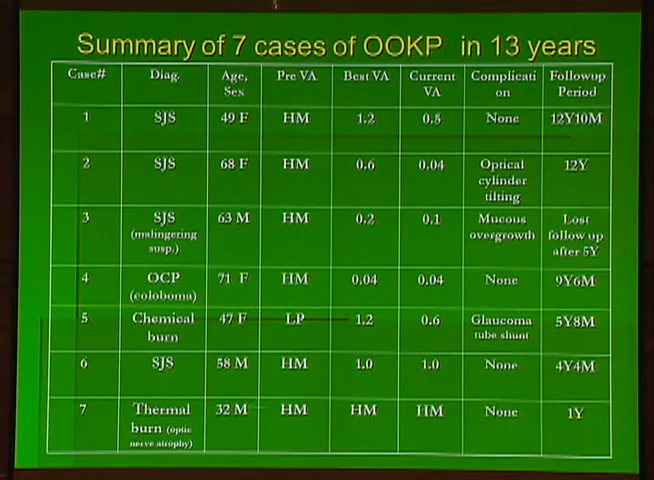 Summary of 7 cases of OOKP in 13 years
Case# Diag. Age, Sex Pre VA Best VA Current VA Complicati on Followup Period
1 SJS 49 F HM 1.2 0.5 None 12Y10M
2 SJS 68 F HM 0.6 0.04 Optical cylinder tilting 12Y
3 SJS (malingering susp.) 63 M HM 0.2 0.1 Mucous overgrowth Lost follow up after 5Y
4 OCP (coloboma) 71 F HM 0.04 0.04 None 9Y6M
5 Chemical burn 47 F LP 1.2 0.6 Glaucoma tube shunt 5Y8M
6 SJS 58 M HM 1.0 1.0 None 4Y4M
7 Thermal burn (optic nerve atrophy) 32 M HM HM HM None 1Y